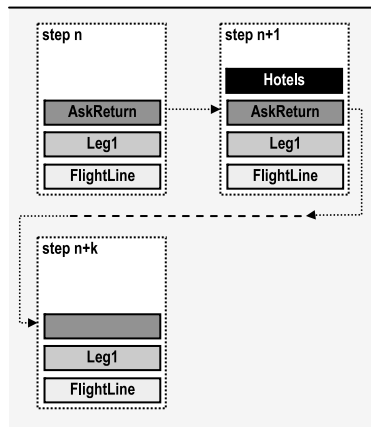 step n
AskReturn
Leg1
FlightLine
step n+1
Hotels
AskReturn
Leg1
FlightLine
step n+k
Leg1
FlightLine